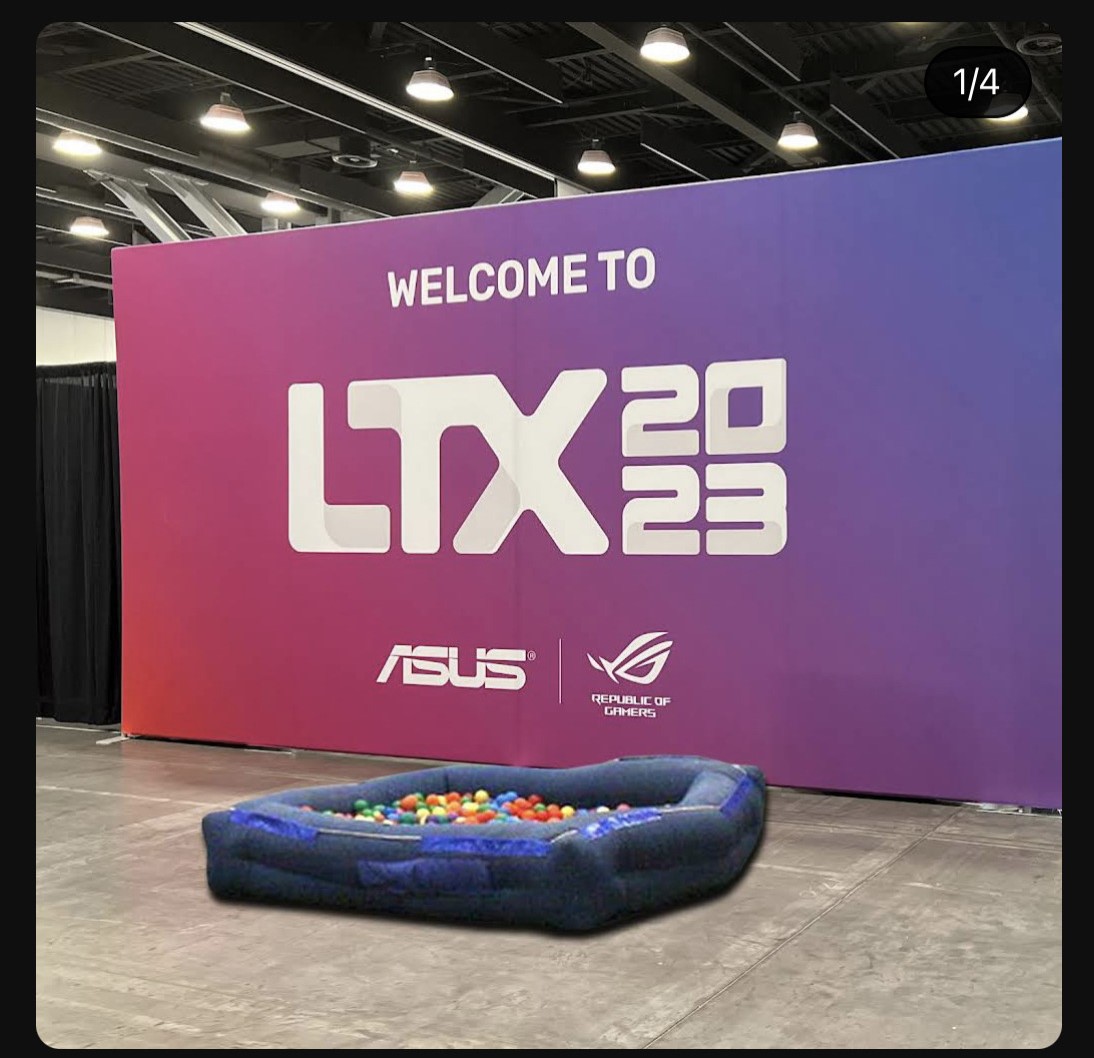 1/4
WELCOME TO
LTX 20
23
ASUS®
REPUBLIC OF
GAMERS